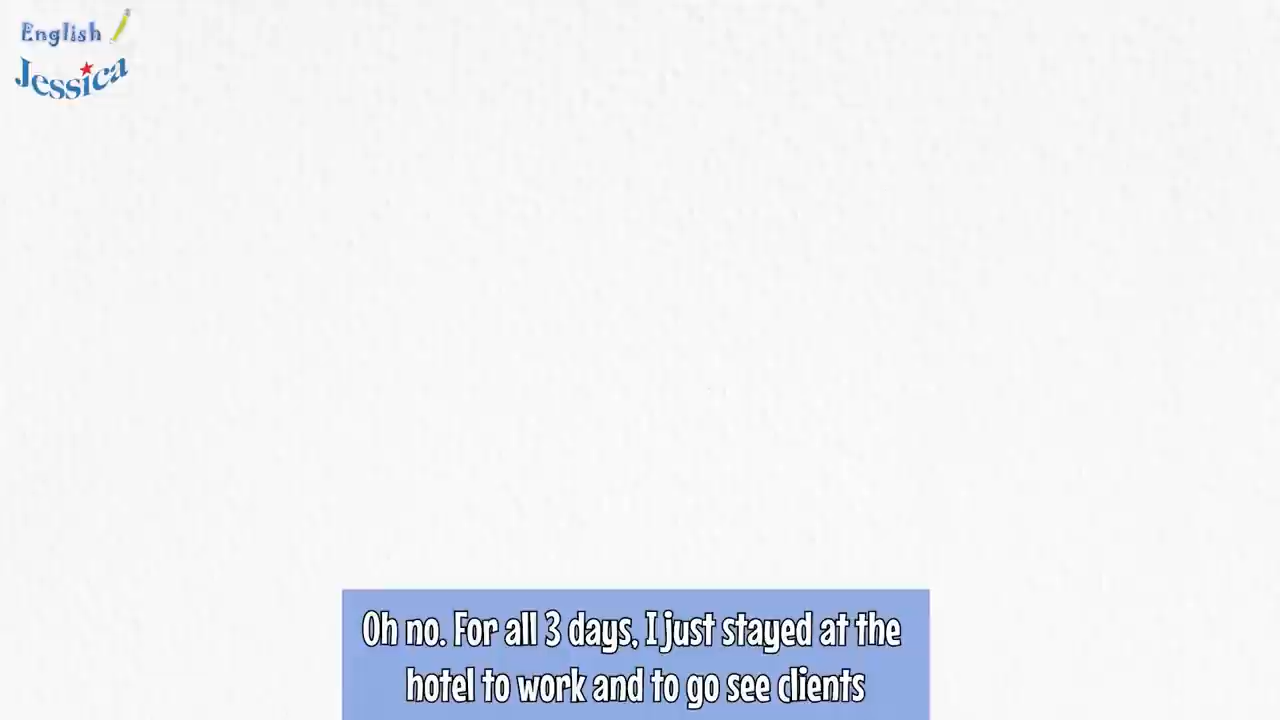 English
Jessica
Oh no. For all 3 days, I just stayed at the
hotel to work and to go see clients